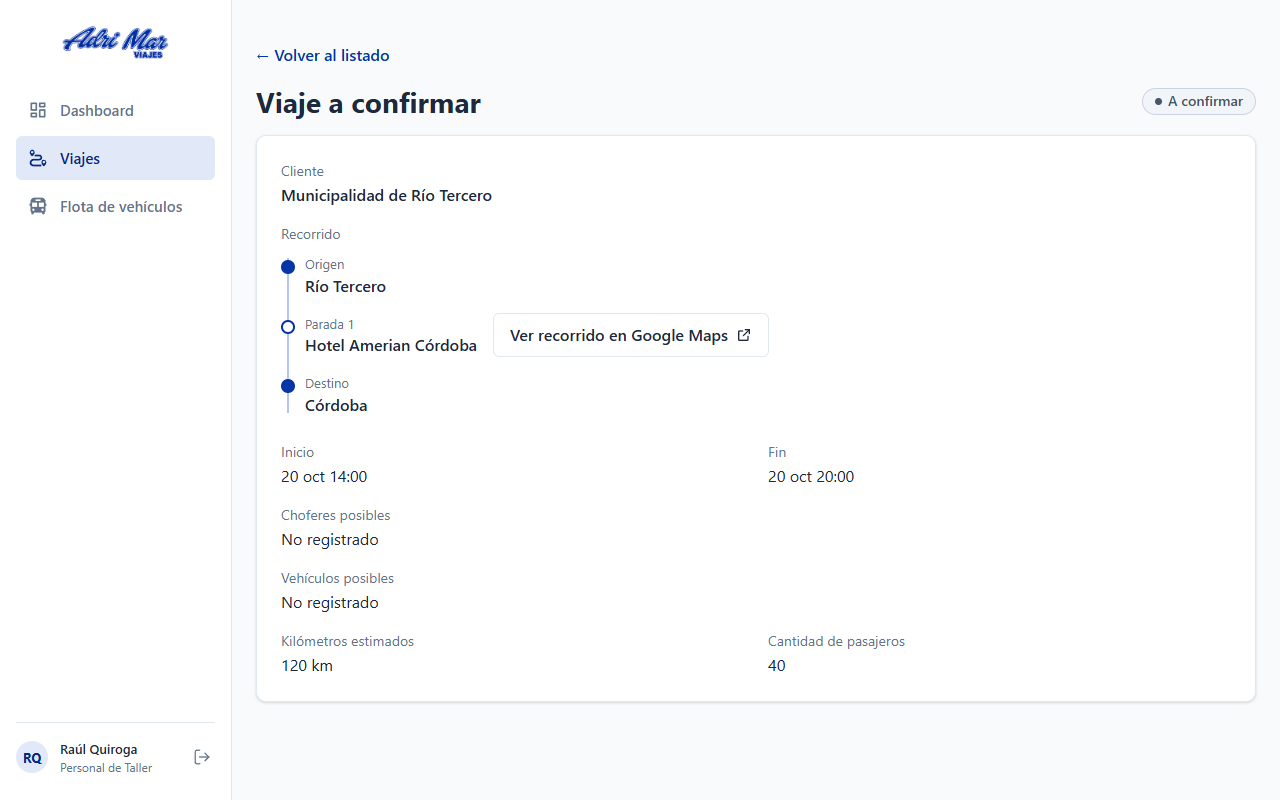 Adri Mar
VIAJES
Dashboard
Viajes
Flota de vehículos
RQ
Raúl Quiroga
Personal de Taller
← Volver al listado
Viaje a confirmar
A confirmar
Cliente
Municipalidad de Río Tercero
Recorrido
Origen
Río Tercero
Parada 1
Hotel Amerian Córdoba
Ver recorrido en Google Maps
Destino
Córdoba
Inicio
20 oct 14:00
Fin
20 oct 20:00
Choferes posibles
No registrado
Vehículos posibles
No registrado
Kilómetros estimados
120 km
Cantidad de pasajeros
40